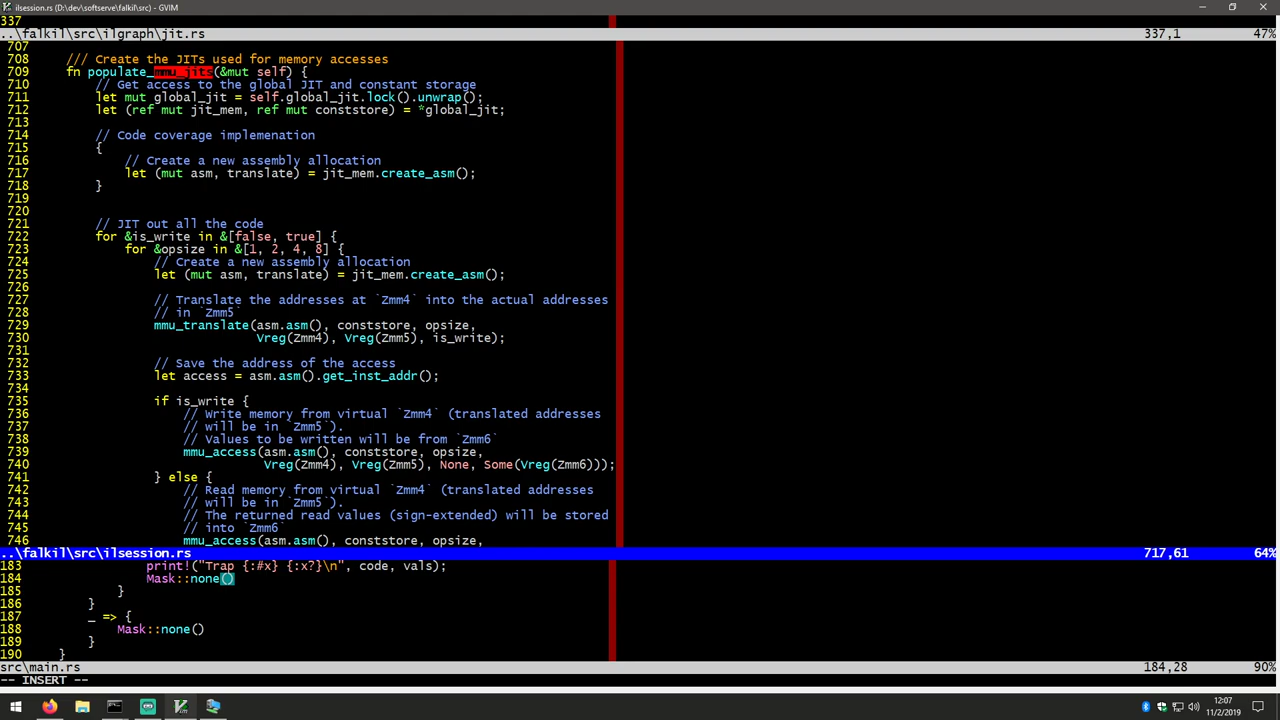 ilsession.rs (D:\dev\softserve\falkil\src) - GVIM
337
..\falkil\src\ilgraph\jit.rs 337,1 47%
707
708     /// Create the JITs used for memory accesses
709     fn populate_mmu_jits(&mut self) {
710         // Get access to the global JIT and constant storage
711         let mut global_jit = self.global_jit.lock().unwrap();
712         let (ref mut jit_mem, ref mut conststore) = *global_jit;
713
714         // Code coverage implemenation
715         {
716             // Create a new assembly allocation
717             let (mut asm, translate) = jit_mem.create_asm();
718         }
719
720
721         // JIT out all the code
722         for &is_write in &[false, true] {
723             for &opsize in &[1, 2, 4, 8] {
724                 // Create a new assembly allocation
725                 let (mut asm, translate) = jit_mem.create_asm();
726
727                 // Translate the addresses at `Zmm4` into the actual addresses
728                 // in `Zmm5`
729                 mmu_translate(asm.asm(), conststore, opsize,
730                               Vreg(Zmm4), Vreg(Zmm5), is_write);
731
732                 // Save the address of the access
733                 let access = asm.asm().get_inst_addr();
734
735                 if is_write {
736                     // Write memory from virtual `Zmm4` (translated addresses
737                     // will be in `Zmm5`).
738                     // Values to be written will be from `Zmm6`
739                     mmu_access(asm.asm(), conststore, opsize,
740                                Vreg(Zmm4), Vreg(Zmm5), None, Some(Vreg(Zmm6)));
741                 } else {
742                     // Read memory from virtual `Zmm4` (translated addresses
743                     // will be in `Zmm5`).
744                     // The returned read values (sign-extended) will be stored
745                     // into `Zmm6`
746                     mmu_access(asm.asm(), conststore, opsize,
..\falkil\src\ilsession.rs 717,61 64%
183                 print!("Trap {:#x} {:x?}\n", code, vals);
184                 Mask::none()
185             }
186         }
187         _ => {
188             Mask::none()
189         }
190     }
src\main.rs 184,28 90%
-- INSERT --
12:07
11/2/2019